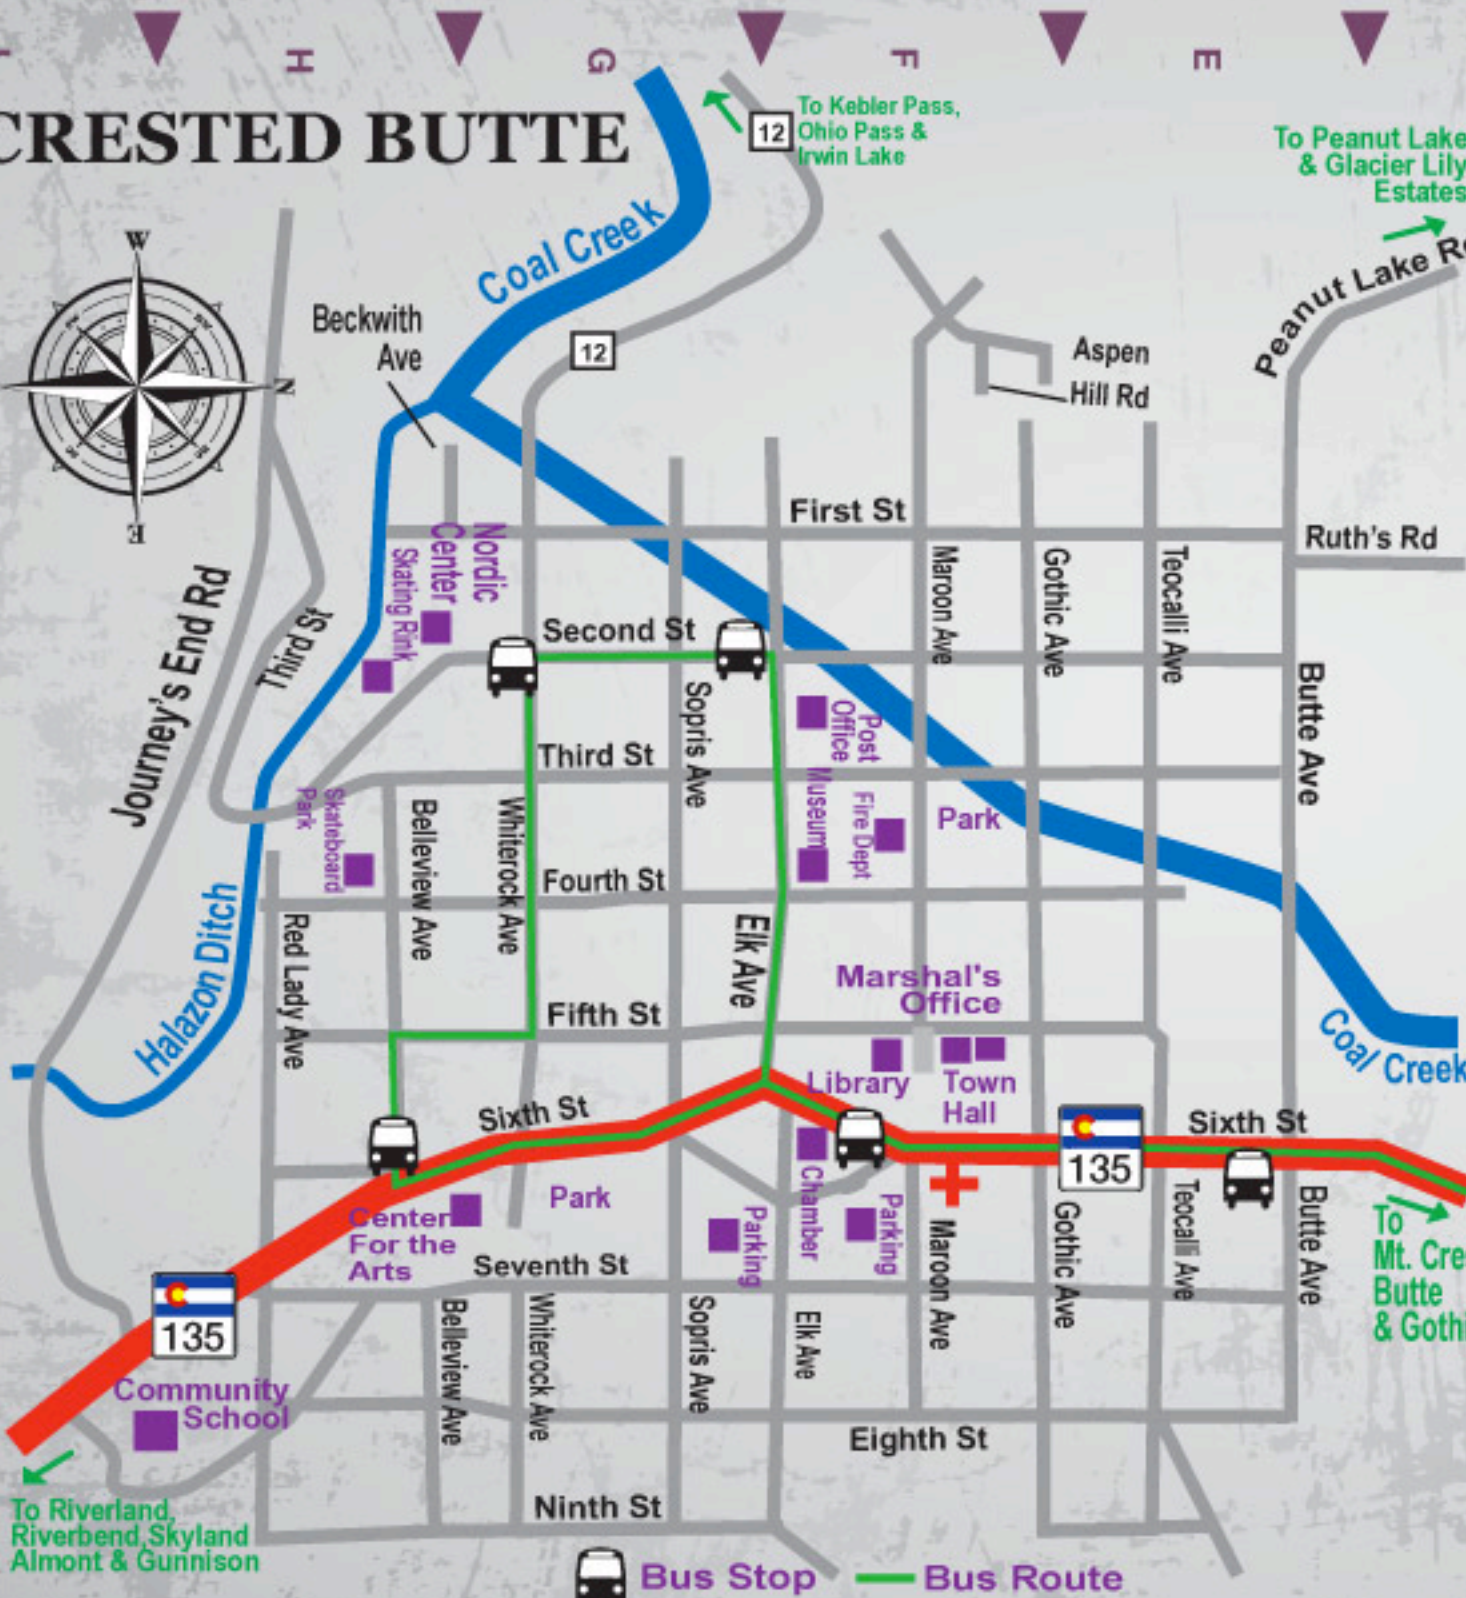 H
G
F
E
CRESTED BUTTE
12
To Kebler Pass,
Ohio Pass &
Irwin Lake
To Peanut Lake
& Glacier Lily
Estates
Peanut Lake
Coal Creek
W
N
E
Beckwith
Ave
12
Aspen
Hill Rd
First St
Ruth's Rd
Nordic
Center
Skating Rink
Maroon Ave
Gothic Ave
Teocalli Ave
Journey's End Rd
Third St
Second St
Sopris Ave
Post
Office
Butte Ave
Third St
Museum
Fire Dept
Park
Skateboard
Park
Belleview Ave
Whiterock Ave
Fourth St
Halazon Ditch
Red Lady Ave
Elk Ave
Marshal's
Office
Fifth St
Coal Creek
Library
Town
Hall
Sixth St
Sixth St
135
Chamber
Park
Parking
Parking
Center
For the
Arts
Maroon Ave
Gothic Ave
Teocalli Ave
Butte Ave
To
Mt. Cre
Butte
& Gothi
Seventh St
135
Belleview Ave
Whiterock Ave
Sopris Ave
Elk Ave
Community
School
Eighth St
To Riverland,
Riverbend,Skyland
Almont & Gunnison
Ninth St
Bus Stop
Bus Route